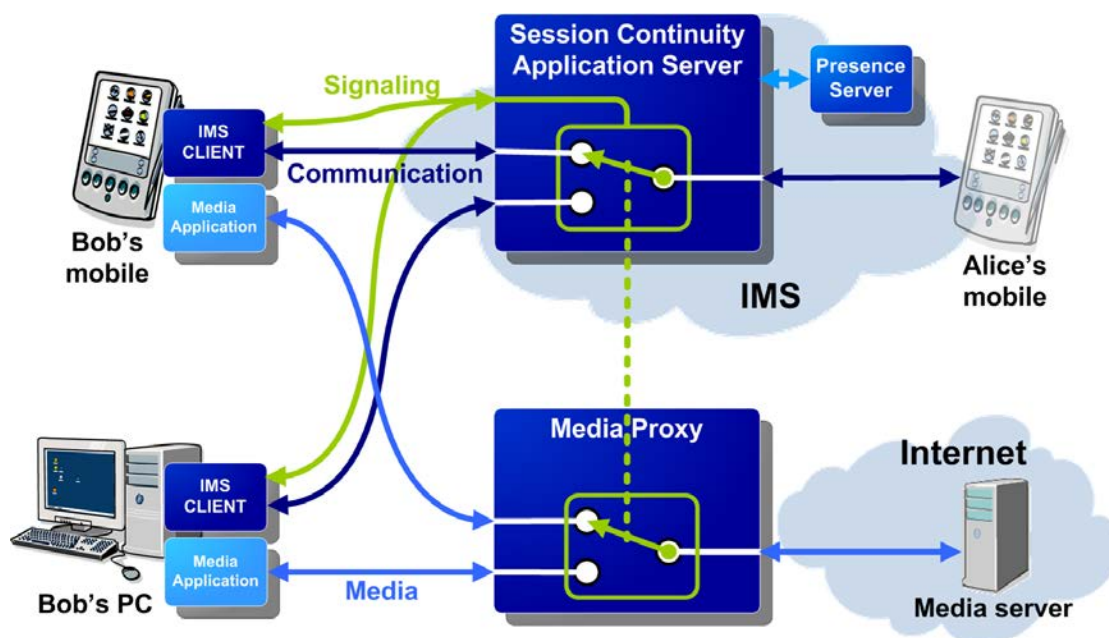 Session Continuity
Application Server
Presence
Server
Signaling
IMS
CLIENT
Communication
Media
Application
Bob's
mobile
Alice's
mobile
IMS
Media Proxy
Internet
IMS
CLIENT
Media
Application
Media
Bob's PC
Media server